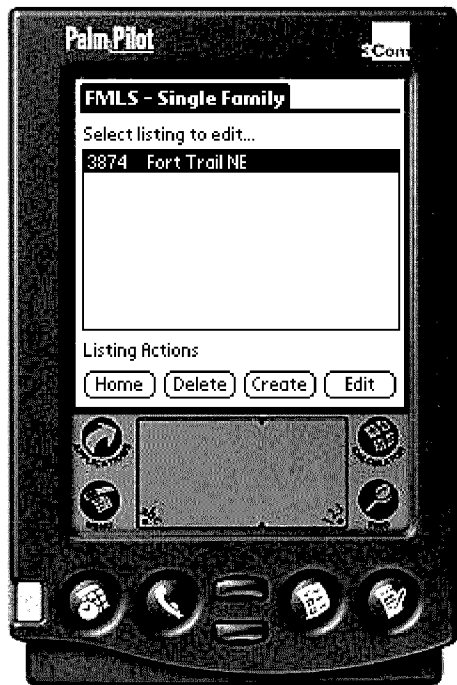 Palm Pilot
3Com
FMLS - Single Family
Select listing to edit...
3874 Fort Trail NE
Listing Actions
Home Delete Create Edit